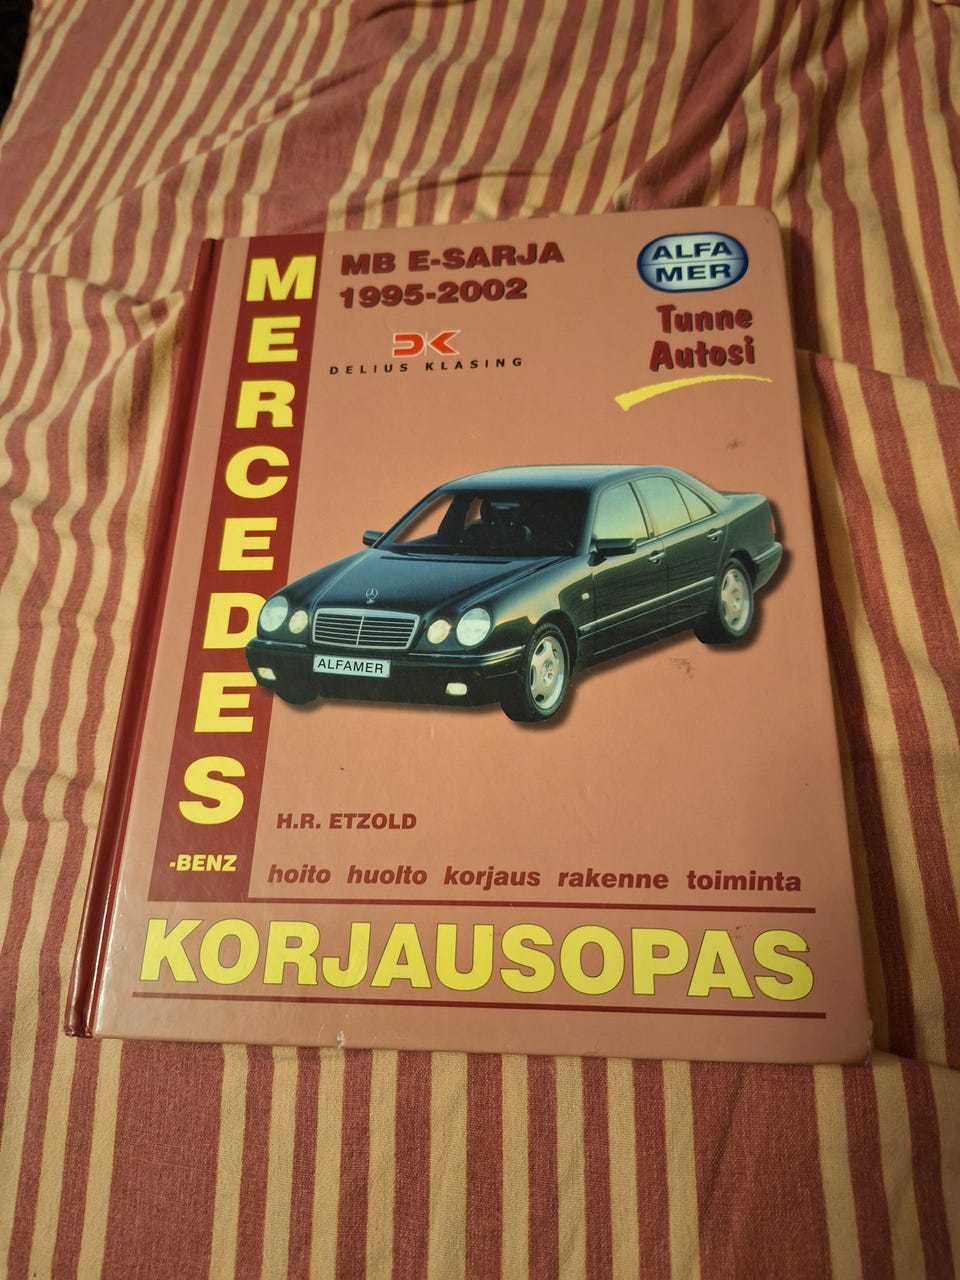 MERCEDES
-BENZ
MB E-SARJA
1995-2002
DK
DELIUS KLASING
ALFA
MER
Tunne
Autosi
ALFAMER
H.R. ETZOLD
hoito huolto korjaus rakenne toiminta
KORJAUSOPAS